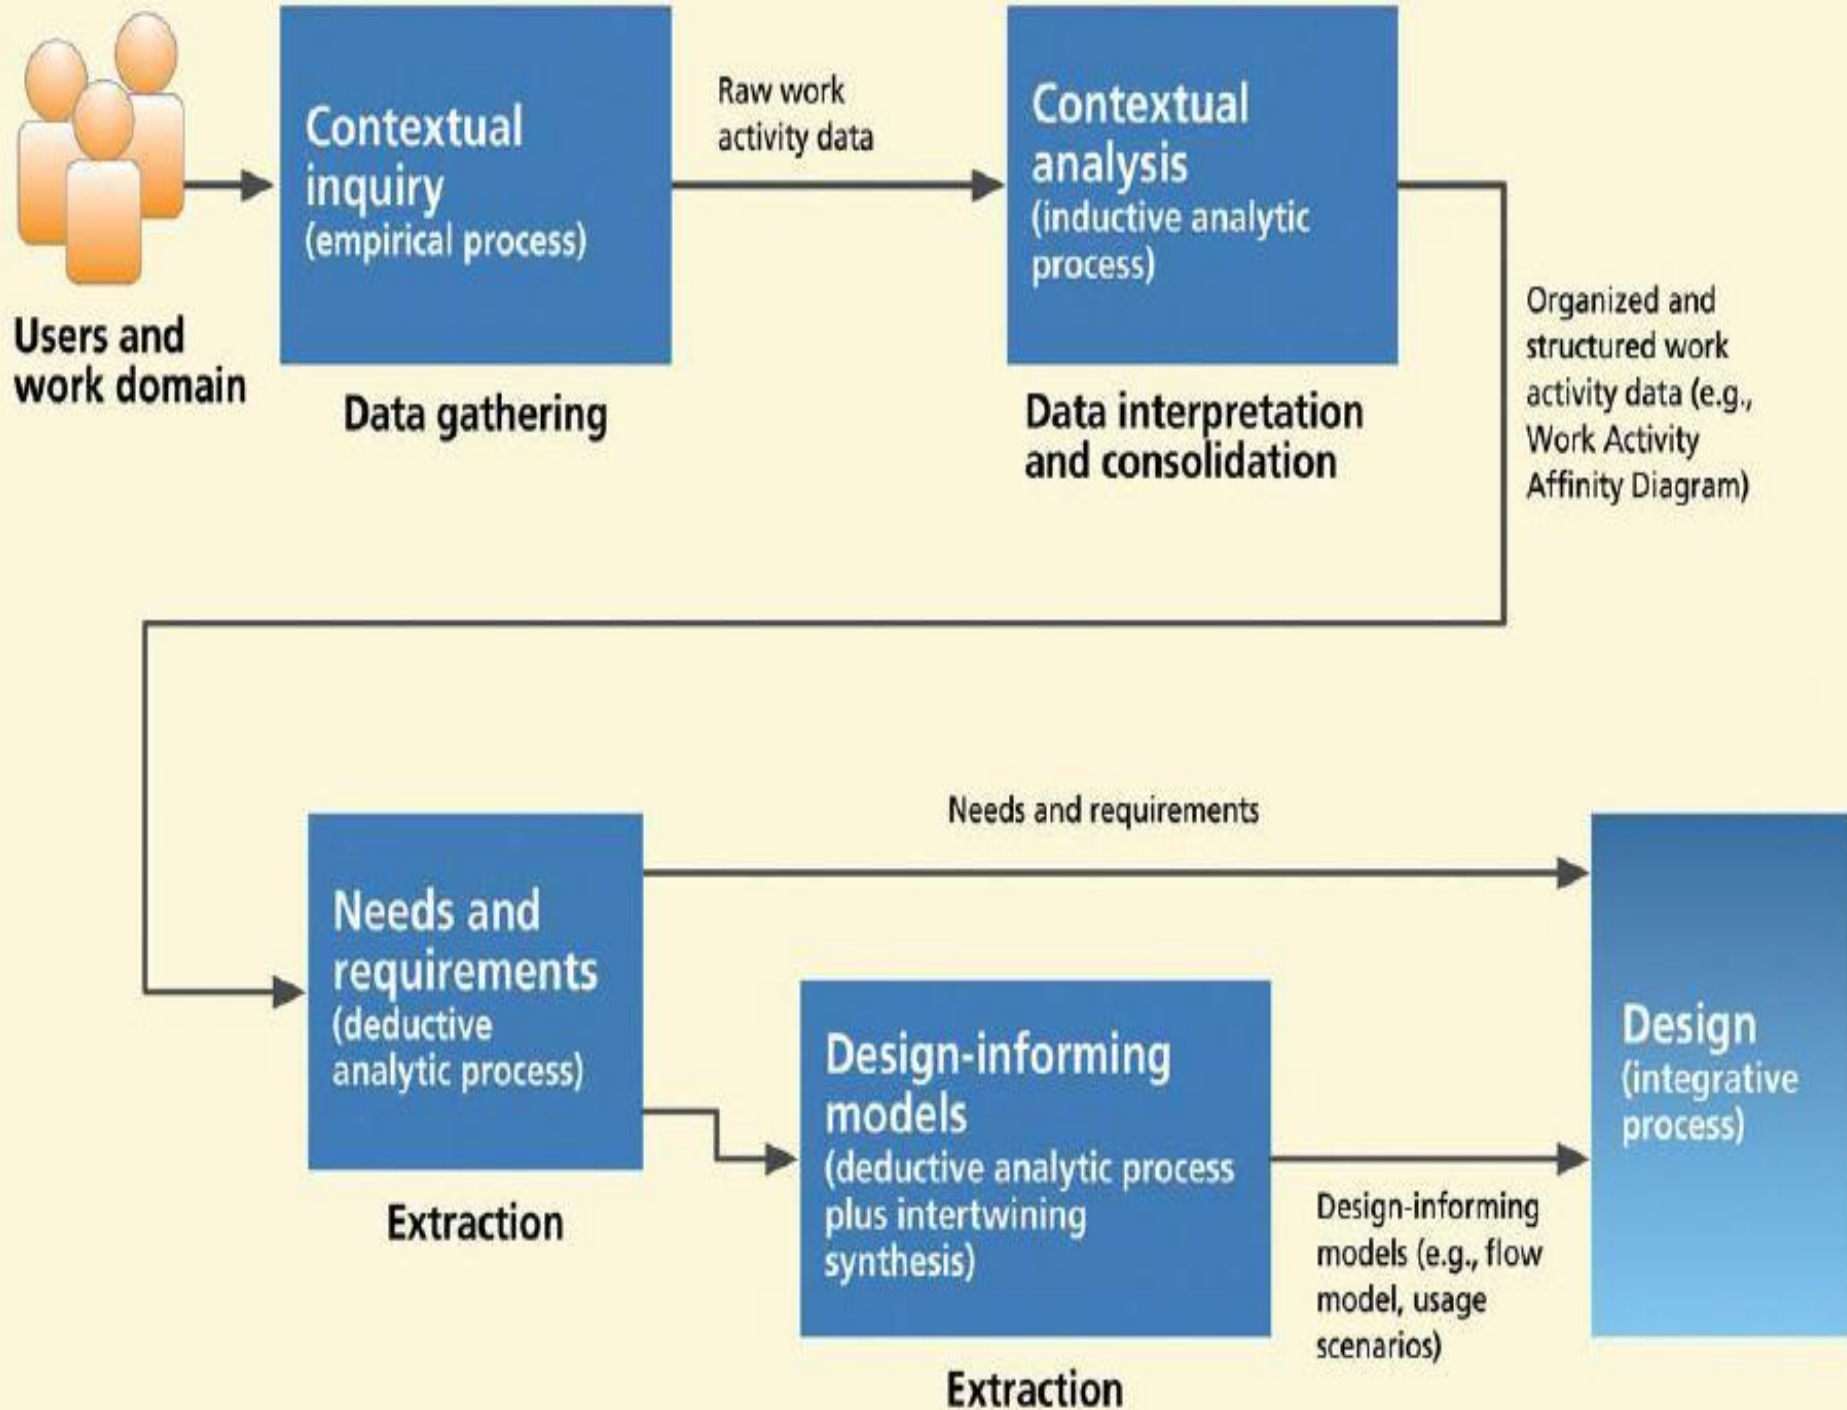 Contextual
inquiry
(empirical process)
Raw work
activity data
Contextual
analysis
(inductive analytic
process)
Users and
work domain
Data gathering
Data interpretation
and consolidation
Organized and
structured work
activity data (e.g.,
Work Activity
Affinity Diagram)
Needs and
requirements
(deductive
analytic process)
Extraction
Needs and requirements
Design-informing
models
(deductive analytic process
plus intertwining
synthesis)
Extraction
Design-informing
models (e.g., flow
model, usage
scenarios)
Design
(integrative
process)